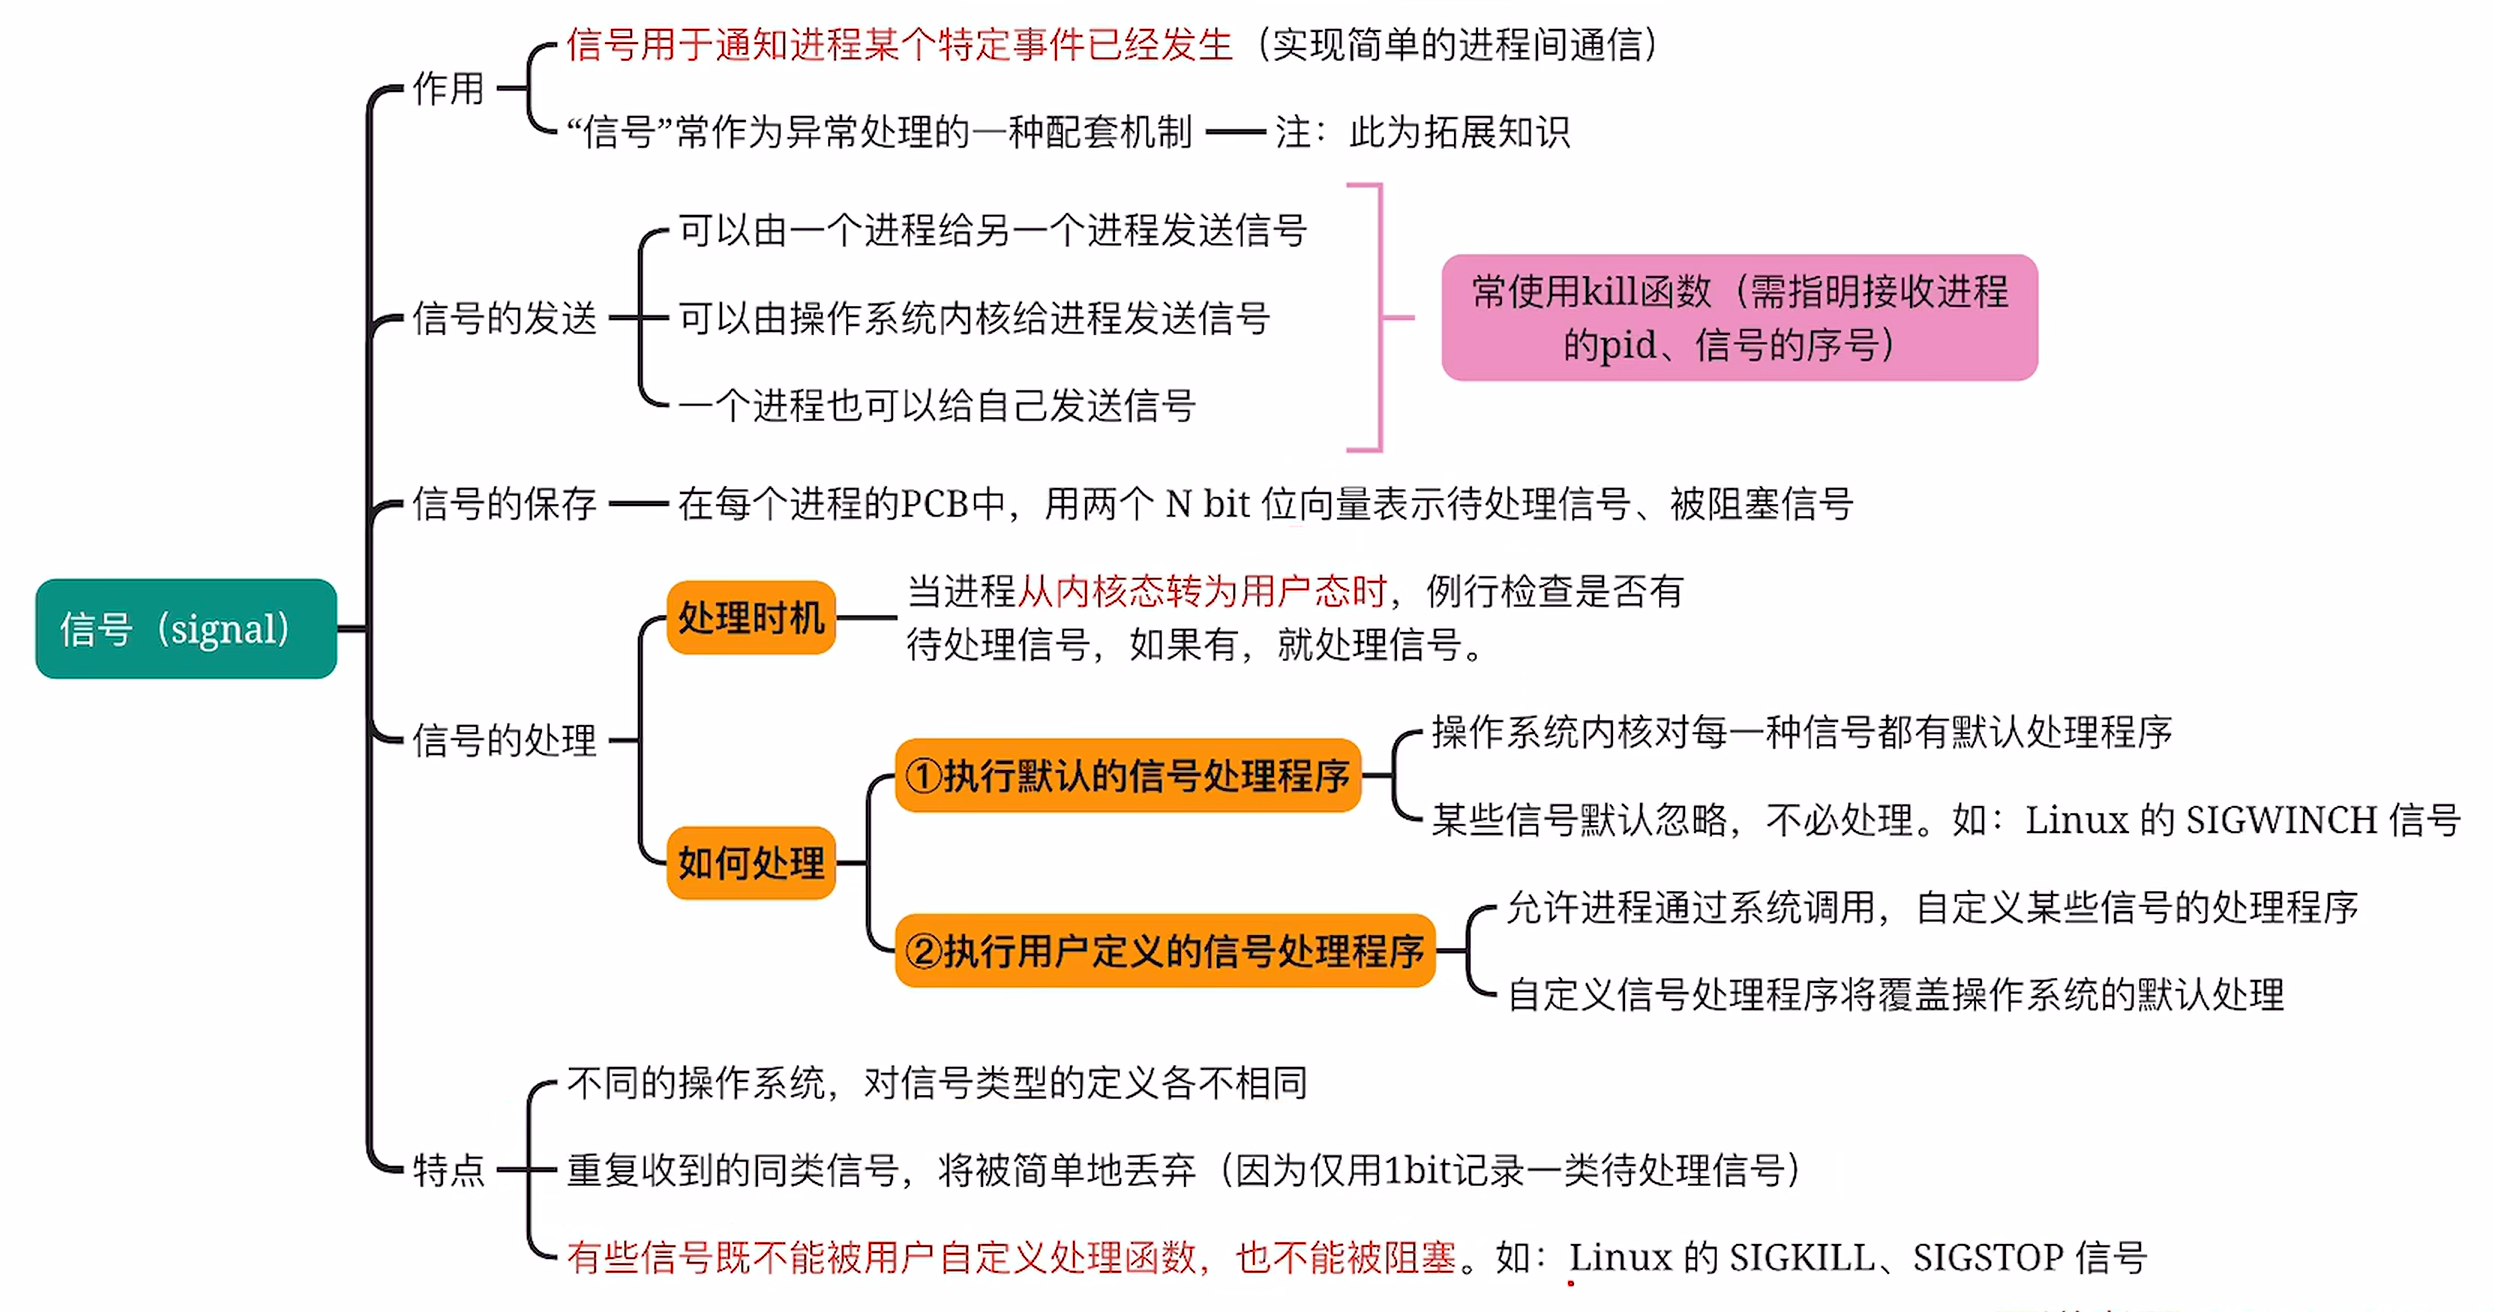 作用
信号用于通知进程某个特定事件已经发生（实现简单的进程间通信）
“信号”常作为异常处理的一种配套机制
注：此为拓展知识
信号的发送
可以由一个进程给另一个进程发送信号
可以由操作系统内核给进程发送信号
一个进程也可以给自己发送信号
常使用kill函数（需指明接收进程
的pid、信号的序号）
信号的保存
在每个进程的PCB中，用两个 N bit 位向量表示待处理信号、被阻塞信号
信号（signal）
信号的处理
处理时机
当进程从内核态转为用户态时，例行检查是否有
待处理信号，如果有，就处理信号。
如何处理
①执行默认的信号处理程序
操作系统内核对每一种信号都有默认处理程序
某些信号默认忽略，不必处理。如：Linux 的 SIGWINCH 信号
②执行用户定义的信号处理程序
允许进程通过系统调用，自定义某些信号的处理程序
自定义信号处理程序将覆盖操作系统的默认处理
特点
不同的操作系统，对信号类型的定义各不相同
重复收到的同类信号，将被简单地丢弃（因为仅用1bit记录一类待处理信号）
有些信号既不能被用户自定义处理函数，也不能被阻塞。如：Linux 的 SIGKILL、SIGSTOP 信号